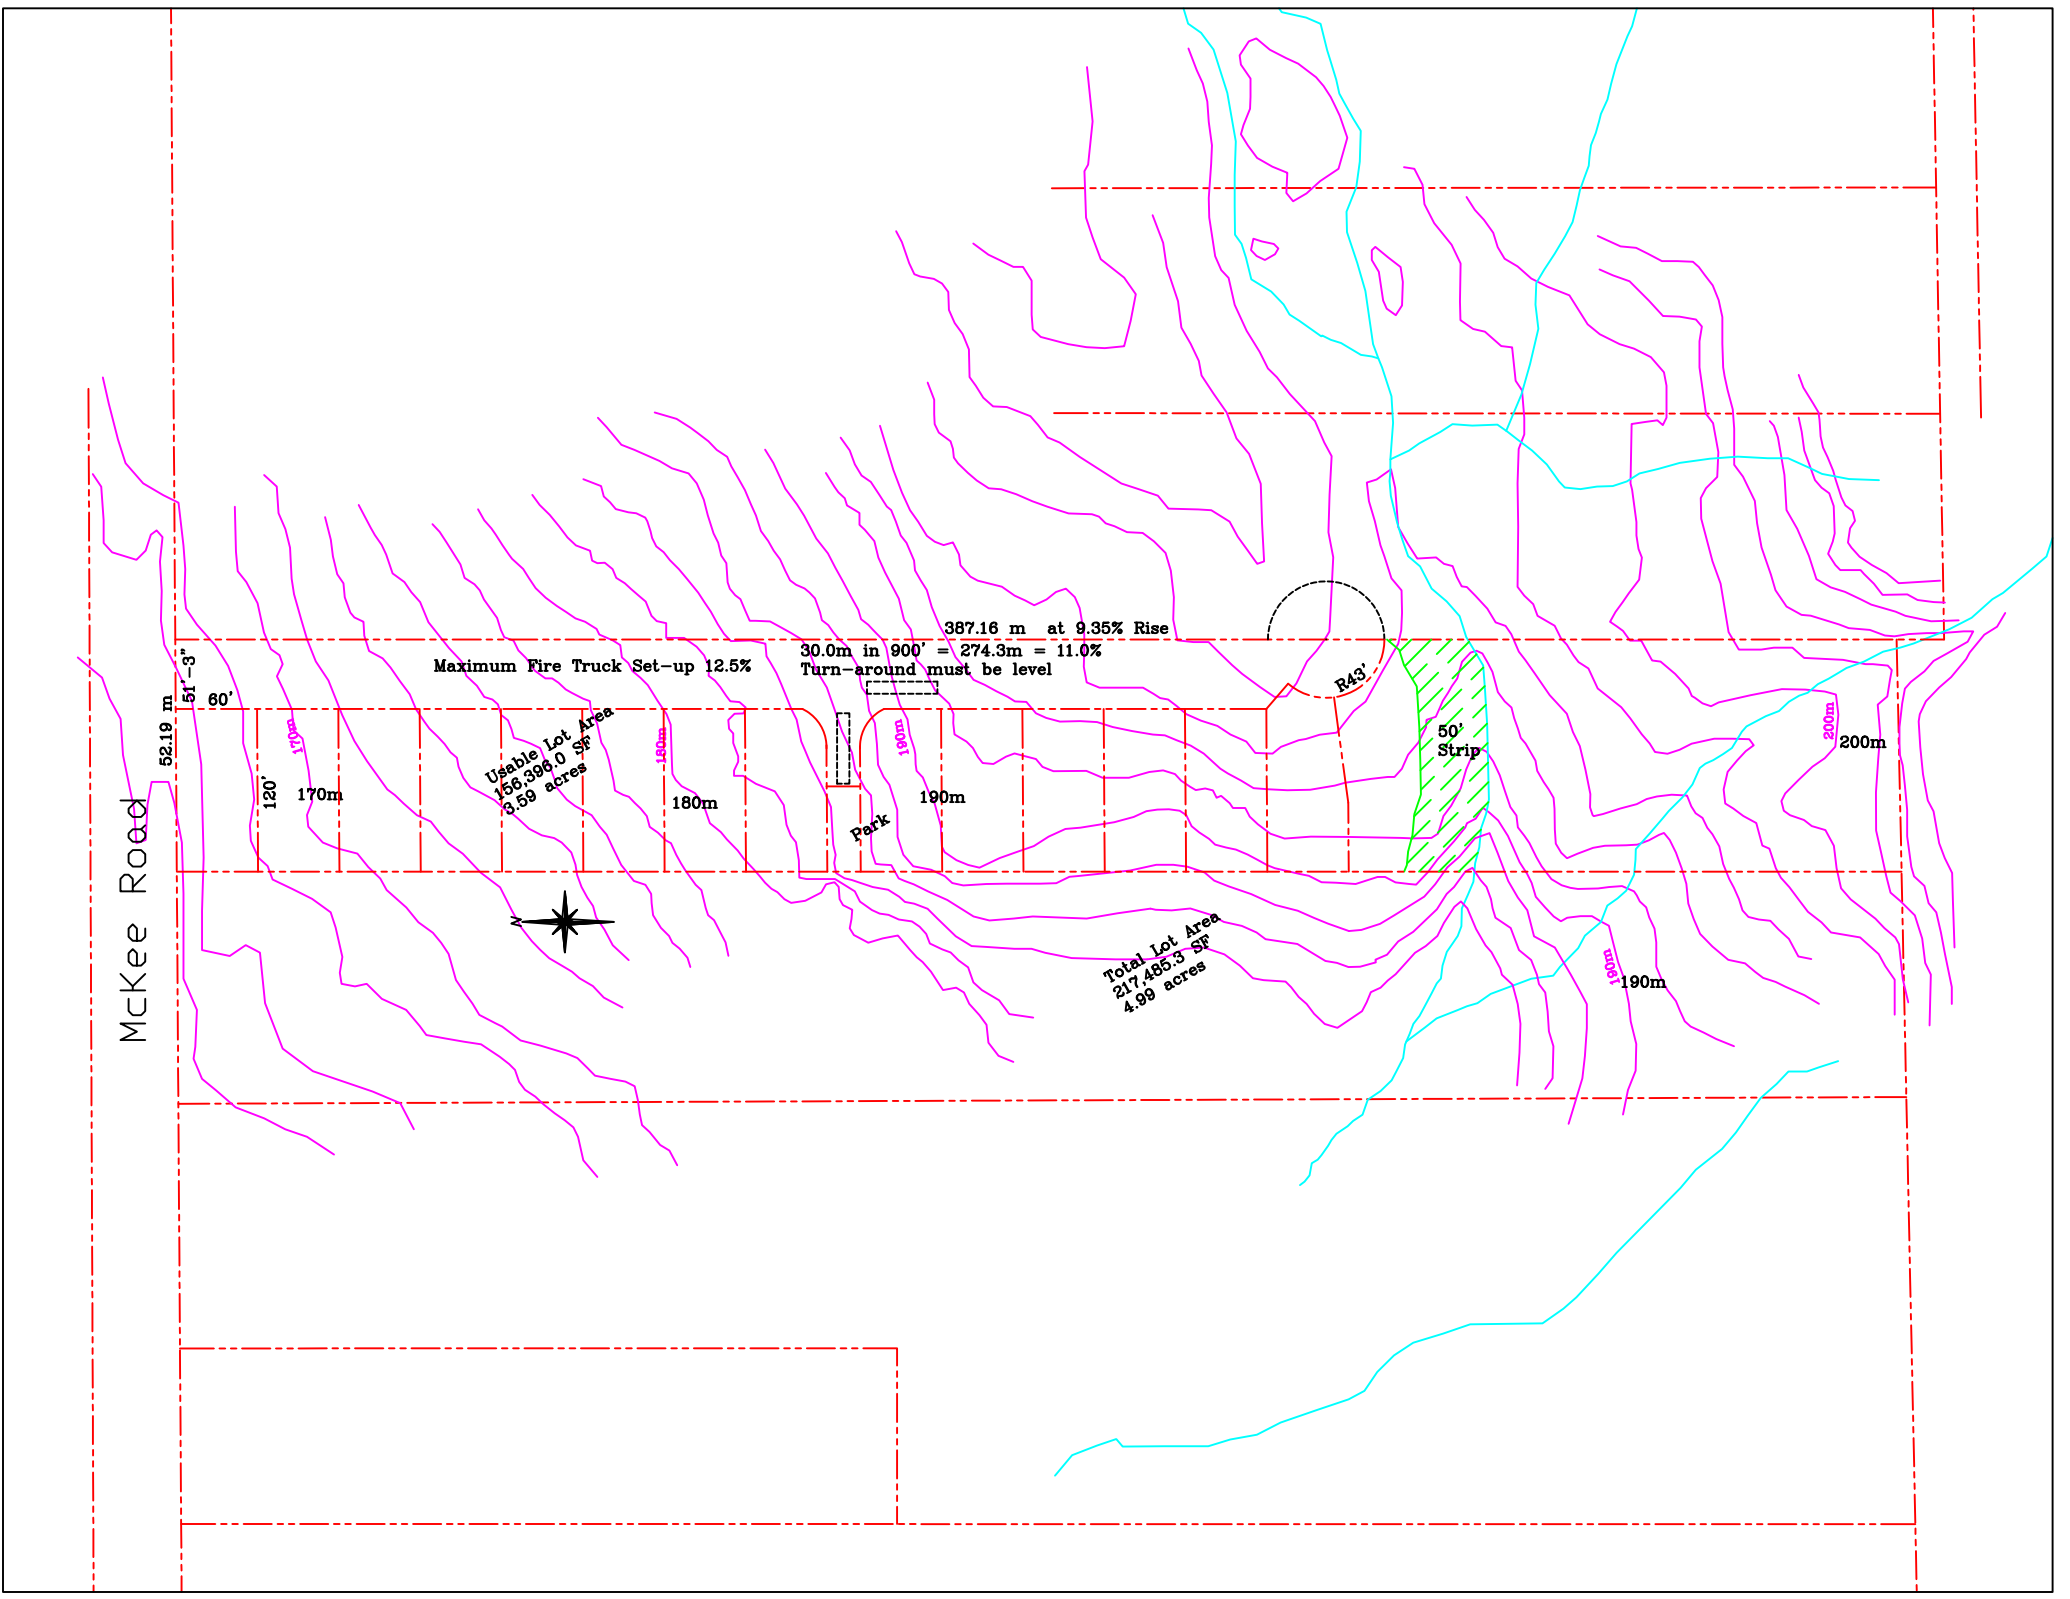 387.16 m at 9.35% Rise
30.0m in 900' = 274.3m = 11.0%
Turn-around must be level
Maximum Fire Truck Set-up 12.5%
51'-3"
60'
52.19 m
120'
R43'
50'
Strip
170m
170m
Usable Lot Area
156,396.0 SF
3.59 acres
180m
180m
190m
190m
Park
200m
200m
McKee Road
N
Total Lot Area
217,485.3 SF
4.99 acres
190m
190m